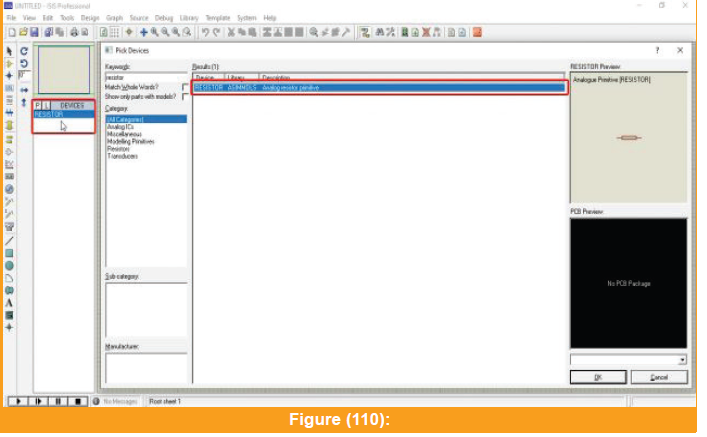 UNTITLED - ISIS Professional
File View Edit Tools Design Graph Source Debug Library Template System Help
Pick Devices
Keywords:
resistor
Match Whole Words?
Show only parts with models?
Category:
(All Categories)
Analog ICs
Miscellaneous
Modelling Primitives
Resistors
Transducers
Sub-category:
Manufacturer:
Results (1):
Device Library Description
RESISTOR ASIMMDLS Analog resistor primitive
RESISTOR Preview:
Analogue Primitive [RESISTOR]
PCB Preview:
No PCB Package
OK Cancel
P L DEVICES
RESISTOR
No Messages Root sheet 1
Figure (110):